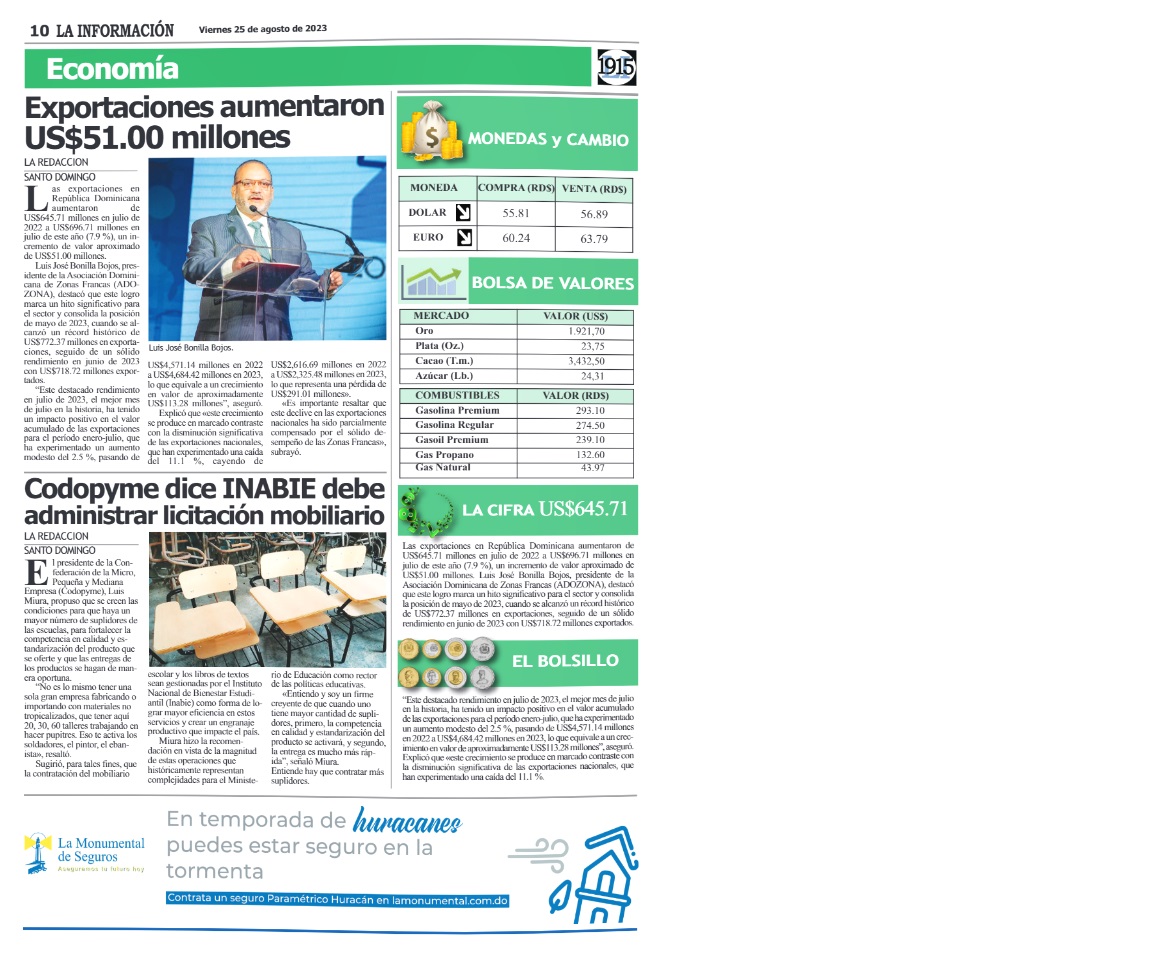 10 LA INFORMACIÓN
Viernes 25 de agosto de 2023
Economía
1915
Exportaciones aumentaron
US$51.00 millones
LA REDACCION
SANTO DOMINGO
Las exportaciones en
República Dominicana
aumentaron de
US$645.71 millones en julio de
2022 a US$696.71 millones en
julio de este año (7.9 %), un in-
cremento de valor aproximado
de US$51.00 millones.
Luis José Bonilla Bojos, pres-
idente de la Asociación Domini-
cana de Zonas Francas (ADO-
ZONA), destacó que este logro
marca un hito significativo para
el sector y consolida la posición
de mayo de 2023, cuando se al-
canzó un récord histórico de
US$772.37 millones en exporta-
ciones, seguido de un sólido
rendimiento en junio de 2023
con US$718.72 millones expor-
tados.
“Este destacado rendimiento
en julio de 2023, el mejor mes
de julio en la historia, ha tenido
un impacto positivo en el valor
acumulado de las exportaciones
para el período enero-julio, que
ha experimentado un aumento
modesto del 2.5 %, pasando de
Luis José Bonilla Bojos.
US$4,571.14 millones en 2022
a US$4,684.42 millones en 2023,
lo que equivale a un crecimiento
en valor de aproximadamente
US$113.28 millones”, aseguró.
Explicó que «este crecimiento
se produce en marcado contraste
con la disminución significativa
de las exportaciones nacionales,
que han experimentado una caída
del 11.1 %, cayendo de
US$2,616.69 millones en 2022
a US$2,325.48 millones en 2023,
lo que representa una pérdida de
US$291.01 millones».
«Es importante resaltar que
este declive en las exportaciones
nacionales ha sido parcialmente
compensado por el sólido de-
sempeño de las Zonas Francas»,
subrayó.
Codopyme dice INABIE debe
administrar licitación mobiliario
LA REDACCION
SANTO DOMINGO
El presidente de la Con-
federación de la Micro,
Pequeña y Mediana
Empresa (Codopyme), Luis
Miura, propuso que se creen las
condiciones para que haya un
mayor número de suplidores de
las escuelas, para fortalecer la
competencia en calidad y es-
tandarización del producto que
se oferte y que las entregas de
los productos se hagan de man-
era oportuna.
“No es lo mismo tener una
sola gran empresa fabricando o
importando con materiales no
tropicalizados, que tener aquí
20, 30, 60 talleres trabajando en
hacer pupitres. Eso te activa los
soldadores, el pintor, el eban-
ista», resaltó.
Sugirió, para tales fines, que
la contratación del mobiliario
escolar y los libros de textos
sean gestionadas por el Instituto
Nacional de Bienestar Estudi-
antil (Inabie) como forma de lo-
grar mayor eficiencia en estos
servicios y crear un engranaje
productivo que impacte el país.
Miura hizo la recomen-
dación en vista de la magnitud
de estas operaciones que
históricamente representan
complejidades para el Ministe-
rio de Educación como rector
de las políticas educativas.
«Entiendo y soy un firme
creyente de que cuando uno
tiene mayor cantidad de supli-
dores, primero, la competencia
en calidad y estandarización del
producto se activará, y segundo,
la entrega es mucho más ráp-
ida”, señaló Miura.
Entiende hay que contratar más
suplidores.
MONEDAS y CAMBIO
MONEDA COMPRA (RD$) VENTA (RD$)
DOLAR 55.81 56.89
EURO 60.24 63.79
BOLSA DE VALORES
MERCADO VALOR (US$)
Oro 1.921,70
Plata (Oz.) 23,75
Cacao (T.m.) 3,432,50
Azúcar (Lb.) 24,31
COMBUSTIBLES VALOR (RD$)
Gasolina Premium 293.10
Gasolina Regular 274.50
Gasoil Premium 239.10
Gas Propano 132.60
Gas Natural 43.97
LA CIFRA US$645.71
Las exportaciones en República Dominicana aumentaron de
US$645.71 millones en julio de 2022 a US$696.71 millones en
julio de este año (7.9 %), un incremento de valor aproximado de
US$51.00 millones. Luis José Bonilla Bojos, presidente de la
Asociación Dominicana de Zonas Francas (ADOZONA), destacó
que este logro marca un hito significativo para el sector y consolida
la posición de mayo de 2023, cuando se alcanzó un récord histórico
de US$772.37 millones en exportaciones, seguido de un sólido
rendimiento en junio de 2023 con US$718.72 millones exportados.
EL BOLSILLO
“Este destacado rendimiento en julio de 2023, el mejor mes de julio
en la historia, ha tenido un impacto positivo en el valor acumulado
de las exportaciones para el período enero-julio, que ha experimentado
un aumento modesto del 2.5 %, pasando de US$4,571.14 millones
en 2022 a US$4,684.42 millones en 2023, lo que equivale a un creci-
miento en valor de aproximadamente US$113.28 millones”, aseguró.
Explicó que «este crecimiento se produce en marcado contraste con
la disminución significativa de las exportaciones nacionales, que
han experimentado una caída del 11.1 %.
La Monumental
de Seguros
Aseguramos tu futuro hoy
En temporada de huracanes
puedes estar seguro en la
tormenta
Contrata un seguro Paramétrico Huracán en lamonumental.com.do